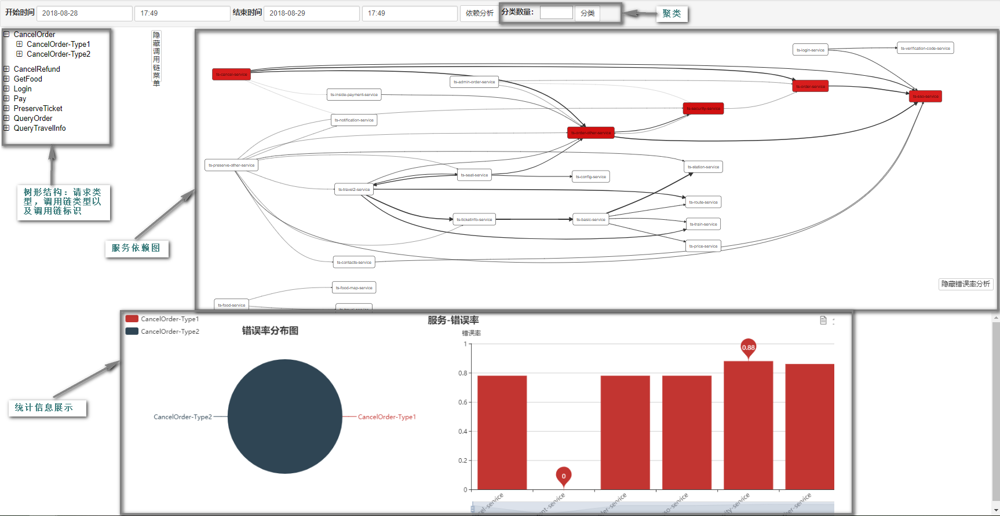 开始时间 2018-08-28 17:49 结束时间 2018-08-29 17:49 依赖分析 分类数量： 分类
聚类
CancelOrder
CancelOrder-Type1
CancelOrder-Type2
CancelRefund
GetFood
Login
Pay
PreserveTicket
QueryOrder
QueryTravelInfo
隐
藏
调
用
链
菜
单
树形结构：请求类
型，调用链类型以
及调用链标识
服务依赖图
统计信息展示
ts-login-service
ts-verification-code-service
ts-cancel-service
ts-admin-order-service
ts-order-service
ts-inside-payment-service
ts-sso-service
ts-security-service
ts-notification-service
ts-order-other-service
ts-preserve-other-service
ts-station-service
ts-seat-service
ts-config-service
ts-travel2-service
ts-route-service
ts-ticketinfo-service
ts-basic-service
ts-train-service
ts-price-service
ts-contacts-service
ts-food-map-service
ts-food-service
隐藏错误率分析
CancelOrder-Type1
CancelOrder-Type2
错误率分布图
CancelOrder-Type2
CancelOrder-Type1
服务-错误率
错误率
1
0.8
0.6
0.4
0.2
0
0.88
0
cel-service
nt-service
der-service
so-service
ity-service
her-service